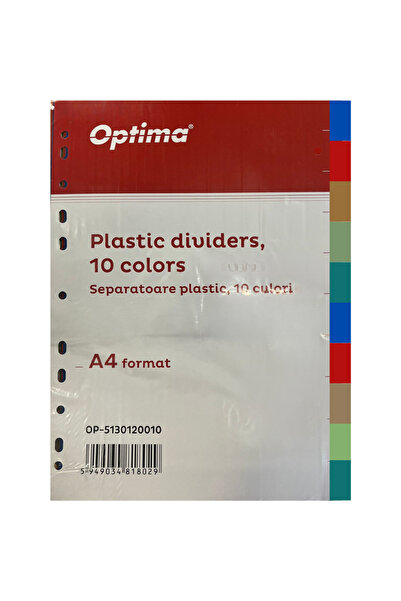 Optima®
Plastic dividers,
10 colors
Separatoare plastic, 10 culori
A4 format
OP-5130120010
5 949034 818029